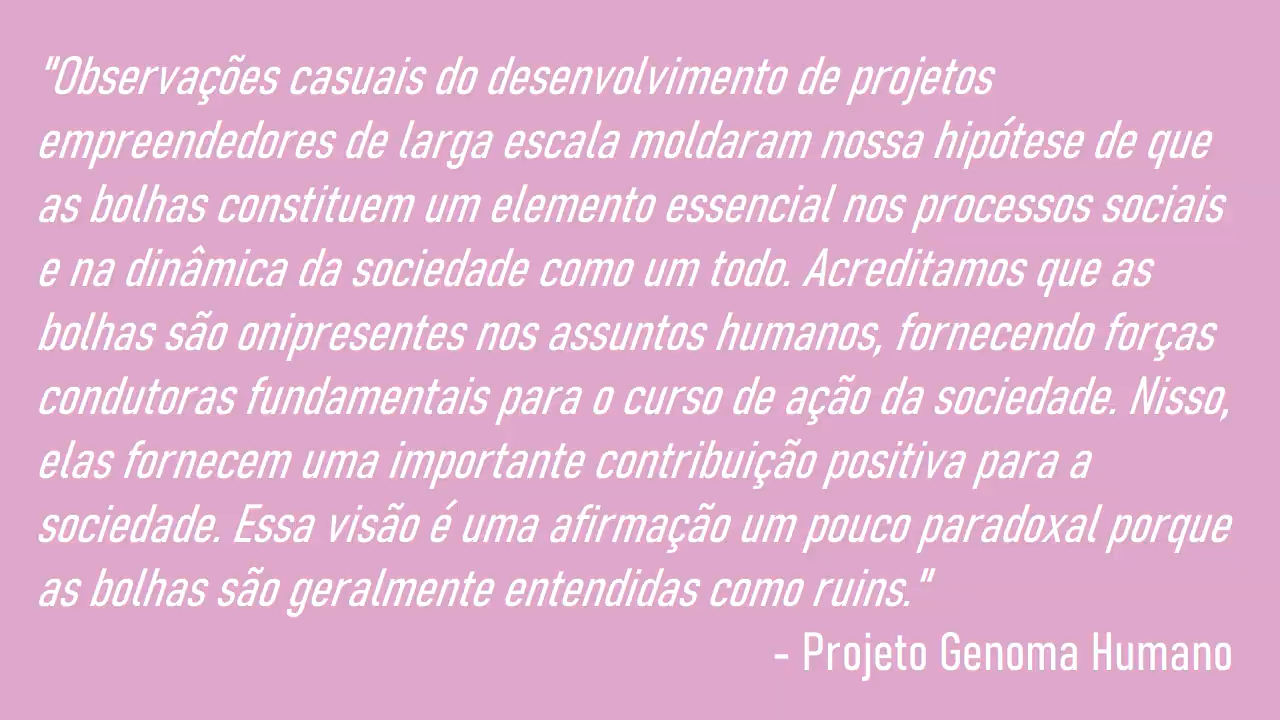 "Observações casuais do desenvolvimento de projetos
empreendedores de larga escala moldaram nossa hipótese de que
as bolhas constituem um elemento essencial nos processos sociais
e na dinâmica da sociedade como um todo. Acreditamos que as
bolhas são onipresentes nos assuntos humanos, fornecendo forças
condutoras fundamentais para o curso de ação da sociedade. Nisso,
elas fornecem uma importante contribuição positiva para a
sociedade. Essa visão é uma afirmação um pouco paradoxal porque
as bolhas são geralmente entendidas como ruins."
- Projeto Genoma Humano